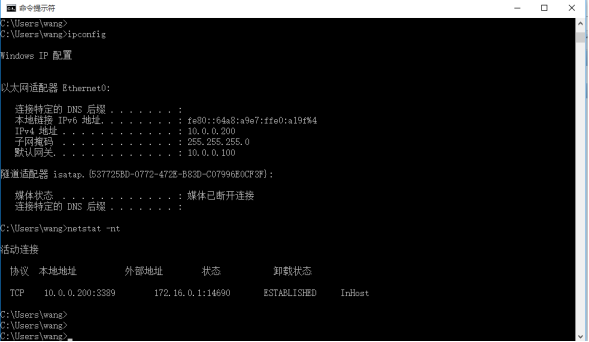 命令提示符
C:\Users\wang>
C:\Users\wang>ipconfig
Windows IP 配置
以太网适配器 Ethernet0:
连接特定的 DNS 后缀 . . . . . . . :
本地链接 IPv6 地址. . . . . . . . : fe80::64a8:a9e7:ffe0:a19f%4
IPv4 地址 . . . . . . . . . . . . : 10.0.0.200
子网掩码 . . . . . . . . . . . . : 255.255.255.0
默认网关. . . . . . . . . . . . . : 10.0.0.100
隧道适配器 isatap.{537725BD-0772-472E-B83D-C07996E0CF3F}:
媒体状态 . . . . . . . . . . . . : 媒体已断开连接
连接特定的 DNS 后缀 . . . . . . . :
C:\Users\wang>netstat -nt
活动连接
协议 本地地址 外部地址 状态 卸载状态
TCP 10.0.0.200:3389 172.16.0.1:14690 ESTABLISHED InHost
C:\Users\wang>
C:\Users\wang>
C:\Users\wang>